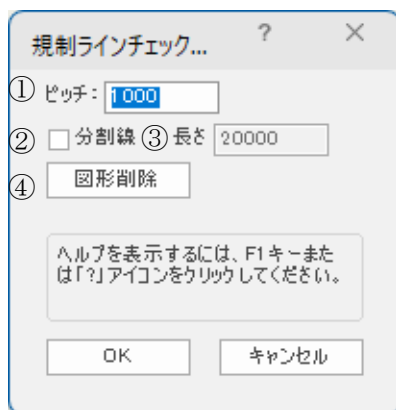 規制ラインチェック... ? ×
① ピッチ: 1000
② 分割線 ③ 長さ 20000
④ 図形削除
ヘルプを表示するには、F1キーまた
は「?」アイコンをクリックしてください。
OK キャンセル